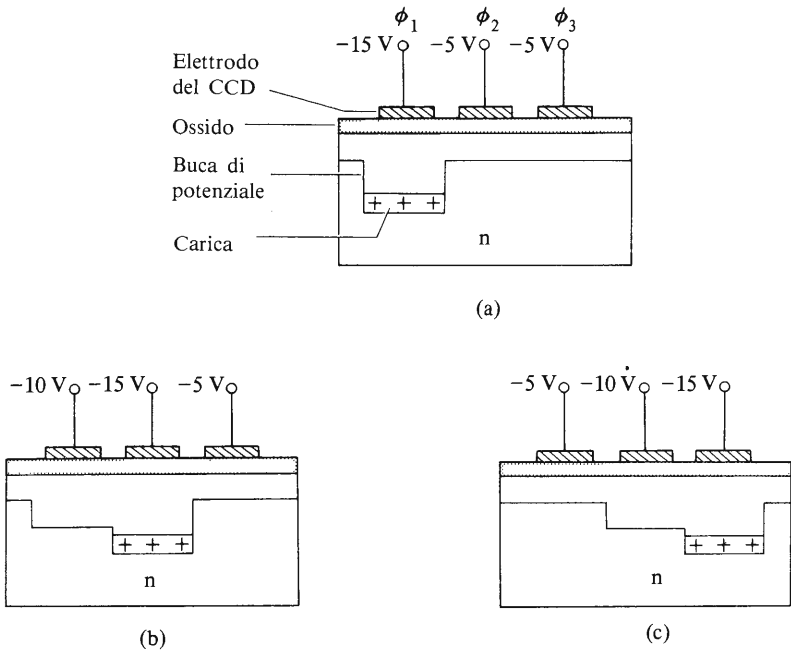 ϕ1 ϕ2 ϕ3
−15 V −5 V −5 V
Elettrodo
del CCD
Ossido
Buca di
potenziale
+ + +
Carica
n
(a)
−10 V −15 V −5 V
+ + +
n
(b)
−5 V −10 V −15 V
+ + +
n
(c)